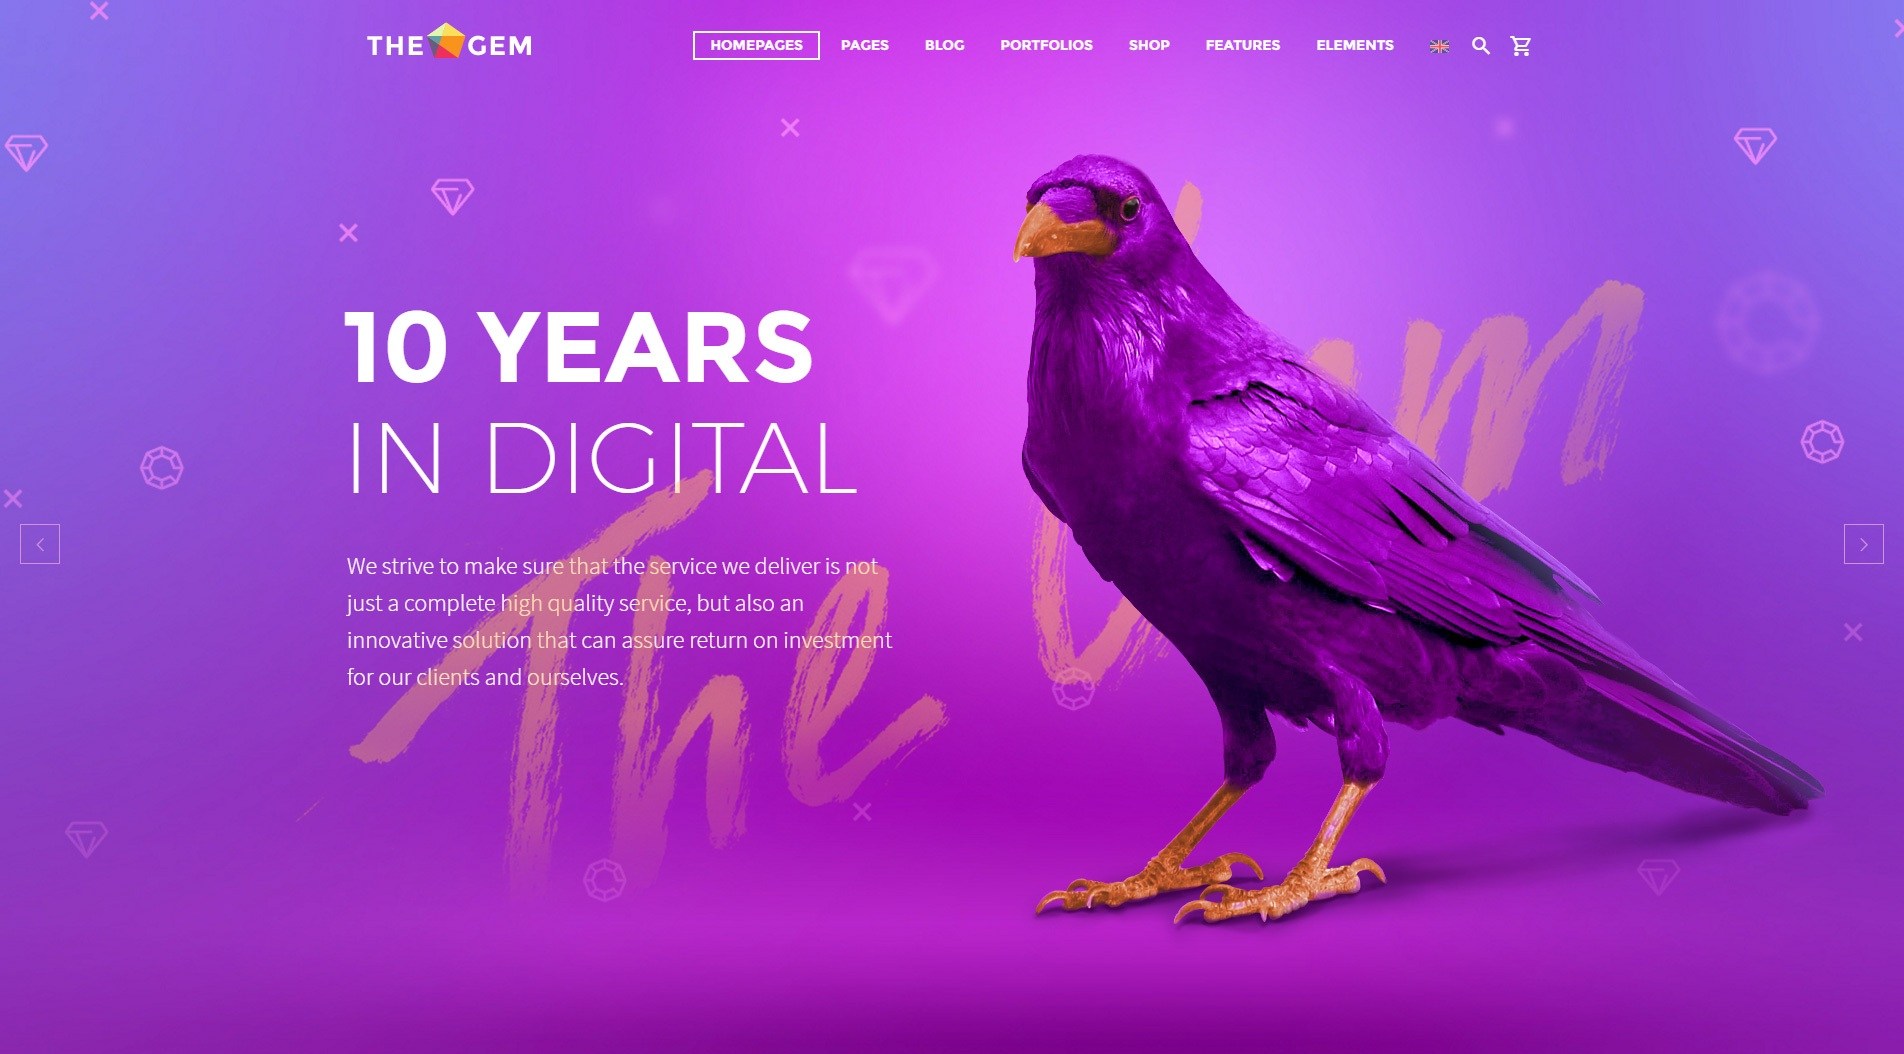 THE GEM
HOMEPAGES PAGES BLOG PORTFOLIOS SHOP FEATURES ELEMENTS
10 YEARS
IN DIGITAL
We strive to make sure that the service we deliver is not
just a complete high quality service, but also an
innovative solution that can assure return on investment
for our clients and ourselves.
The